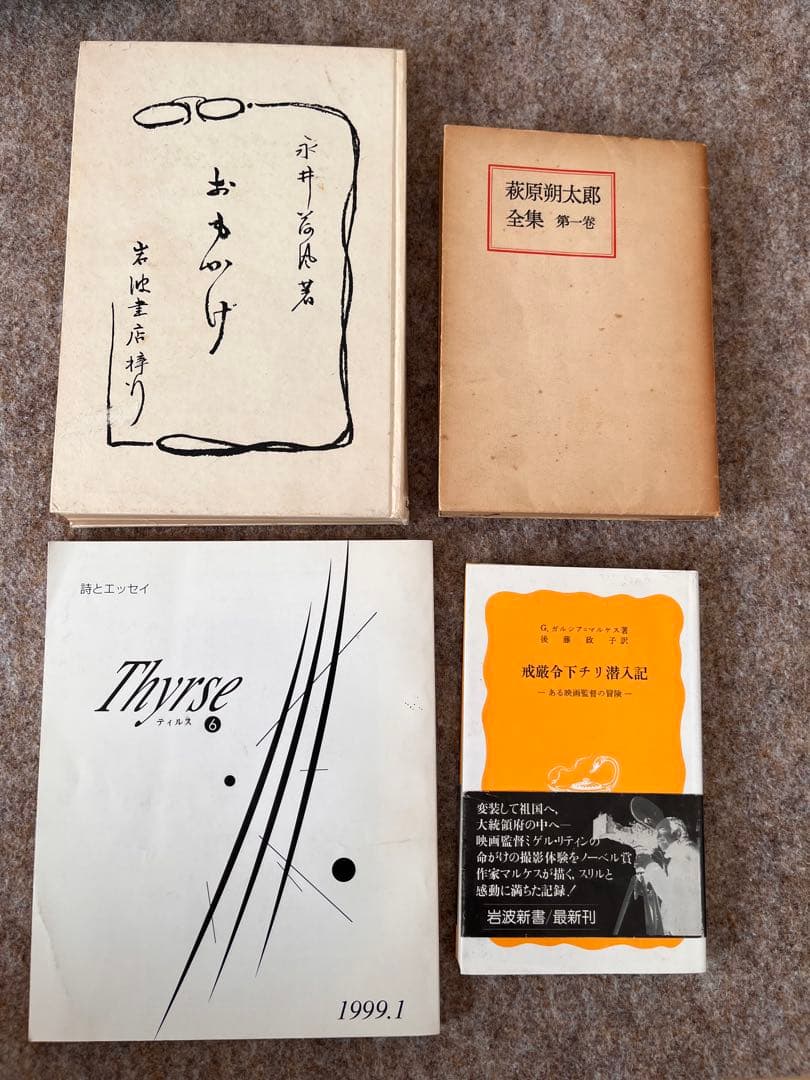 永井荷風著
おもかげ
岩波書店梓行
萩原朔太郎
全集 第一巻
詩とエッセイ
Thyrse
ティルス 6
1999.1
G. ガルシア=マルケス著
後藤政子訳
戒厳令下チリ潜入記
―ある映画監督の冒険―
変装して祖国へ、
大統領府の中へ―
映画監督ミゲル・リティンの
命がけの撮影体験をノーベル賞
作家マルケスが描く、スリルと
感動に満ちた記録!
岩波新書/最新刊